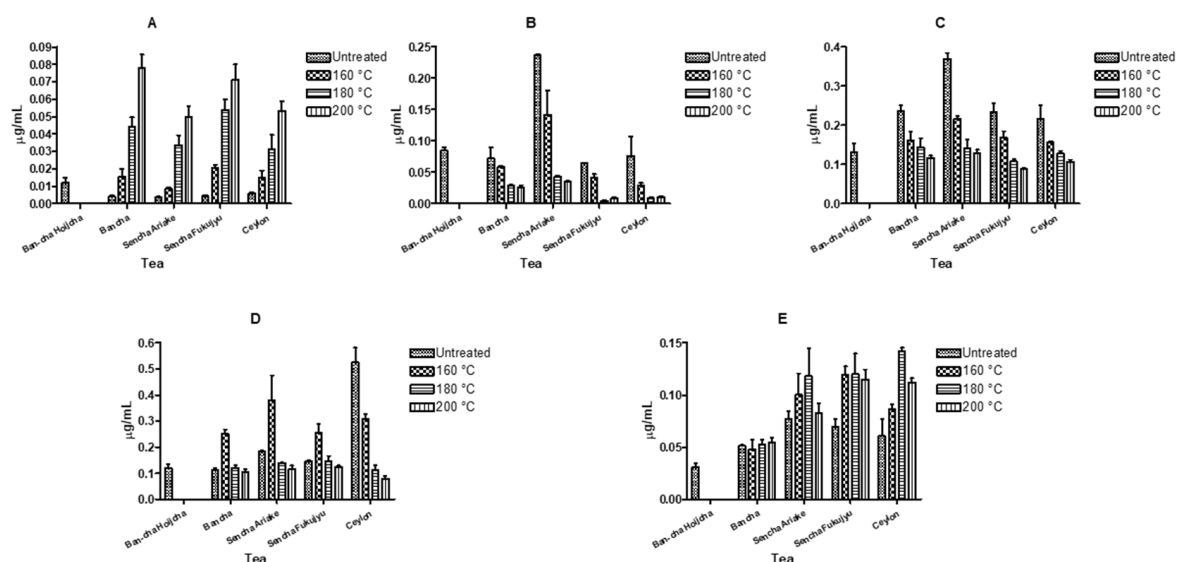 A
0.09
0.08
0.07
0.06
0.05
0.04
0.03
0.02
0.01
0.00
µg/mL
Untreated
160 °C
180 °C
200 °C
Ban-cha Hojicha
Bancha
Sencha Ariake
Sencha Fukujyu
Ceylon
Tea
B
0.25
0.20
0.15
0.10
0.05
0.00
µg/mL
Untreated
160 °C
180 °C
200 °C
Ban-cha Hojicha
Bancha
Sencha Ariake
Sencha Fukujyu
Ceylon
Tea
C
0.4
0.3
0.2
0.1
0.0
µg/mL
Untreated
160 °C
180 °C
200 °C
Ban-cha Hojicha
Bancha
Sencha Ariake
Sencha Fukujyu
Ceylon
Tea
D
0.6
0.5
0.4
0.3
0.2
0.1
0.0
µg/mL
Untreated
160 °C
180 °C
200 °C
Ban-cha Hojicha
Bancha
Sencha Ariake
Sencha Fukujyu
Ceylon
Tea
E
0.15
0.10
0.05
0.00
µg/mL
Untreated
160 °C
180 °C
200 °C
Ban-cha Hojicha
Bancha
Sencha Ariake
Sencha Fukujyu
Ceylon
Tea